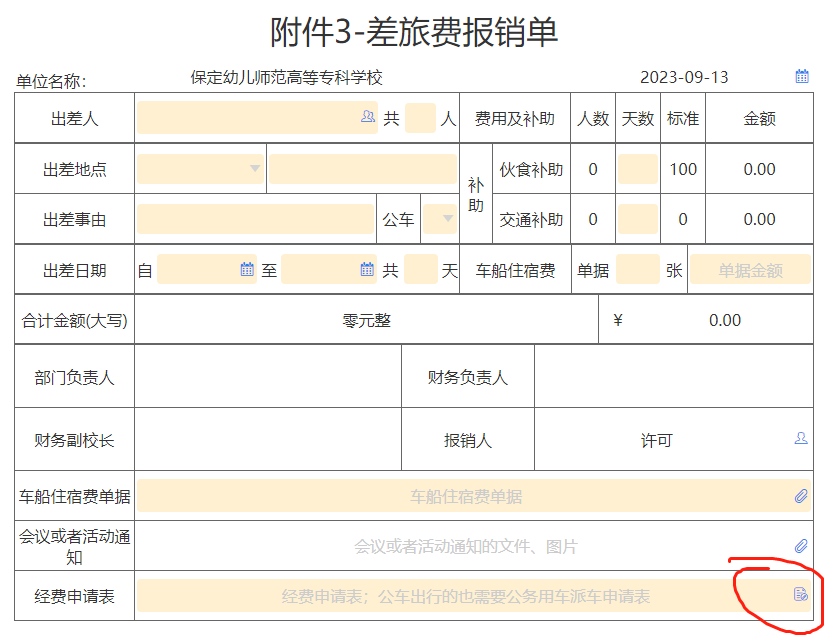 附件3-差旅费报销单
单位名称: 保定幼儿师范高等专科学校 2023-09-13
出差人 共 人 费用及补助 人数 天数 标准 金额
出差地点 补助 伙食补助 0 100 0.00
出差事由 公车 交通补助 0 0 0.00
出差日期 自 至 共 天 车船住宿费 单据 张 单据金额
合计金额(大写) 零元整 ¥ 0.00
部门负责人 财务负责人
财务副校长 报销人 许可
车船住宿费单据 车船住宿费单据
会议或者活动通知 会议或者活动通知的文件、图片
经费申请表 经费申请表；公车出行的也需要公务用车派车申请表